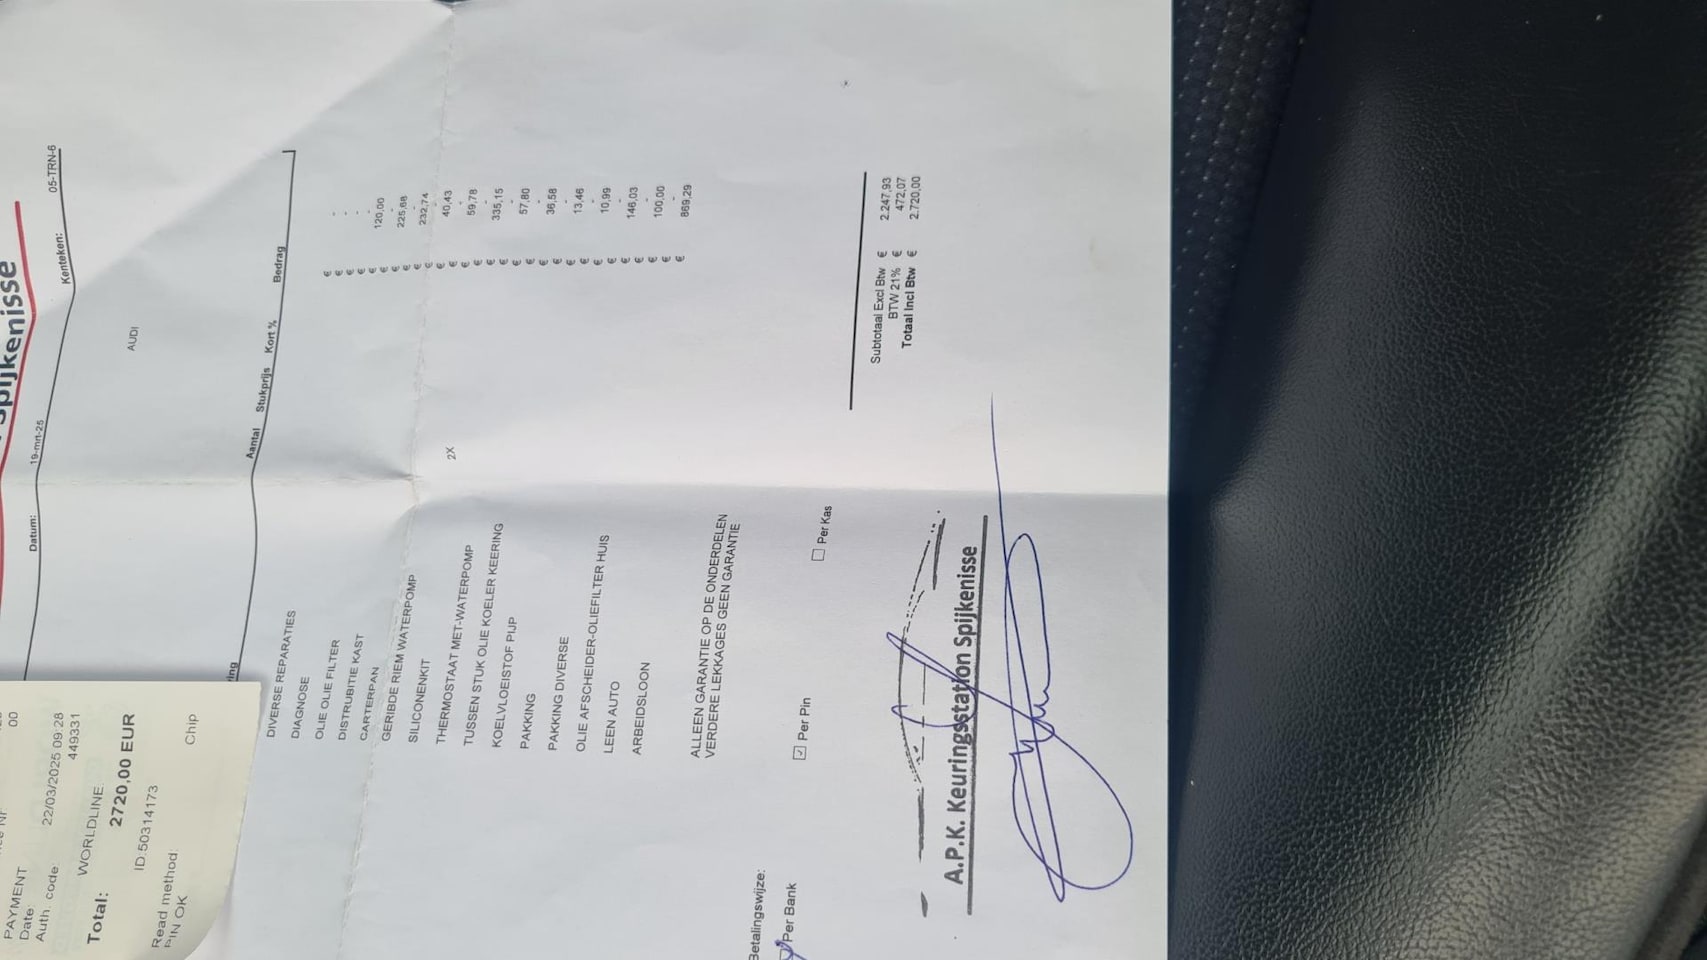 Spijkenisse
Datum: 19-mrt-25 Kenteken: 05-TRN-6
AUDI
Aantal Stukprijs Kort % Bedrag
DIVERSE REPARATIES
DIAGNOSE
OLIE OLIE FILTER
DISTRUBITIE KAST
CARTERPAN
GERIBDE RIEM WATERPOMP
SILICONENKIT
THERMOSTAAT MET-WATERPOMP
TUSSEN STUK OLIE KOELER KEERING
KOELVLOEISTOF PIJP
PAKKING
PAKKING DIVERSE
OLIE AFSCHEIDER-OLIEFILTER HUIS
LEEN AUTO
ARBEIDSLOON
2X
€ -
€ -
€ -
€ 120,00
€ -
€ 225,68
€ -
€ 232,74
€ -
€ 40,43
€ -
€ 59,78
€ -
€ 335,15
€ -
€ 57,80
€ -
€ 36,58
€ -
€ 13,46
€ -
€ 10,99
€ -
€ 146,03
€ -
€ 100,00
€ -
€ 869,29
ALLEEN GARANTIE OP DE ONDERDELEN
VERDERE LEKKAGES GEEN GARANTIE
Betalingswijze:
Per Bank Per Pin Per Kas
Subtotaal Excl Btw € 2.247,93
BTW 21% € 472,07
Totaal Incl Btw € 2.720,00
A.P.K. Keuringsstation Spijkenisse
00
PAYMENT
Date: 22/03/2025 09:28
Auth. code: 449331
WORLDLINE
Total: 2720,00 EUR
ID:50314173
Read method: Chip
PIN OK